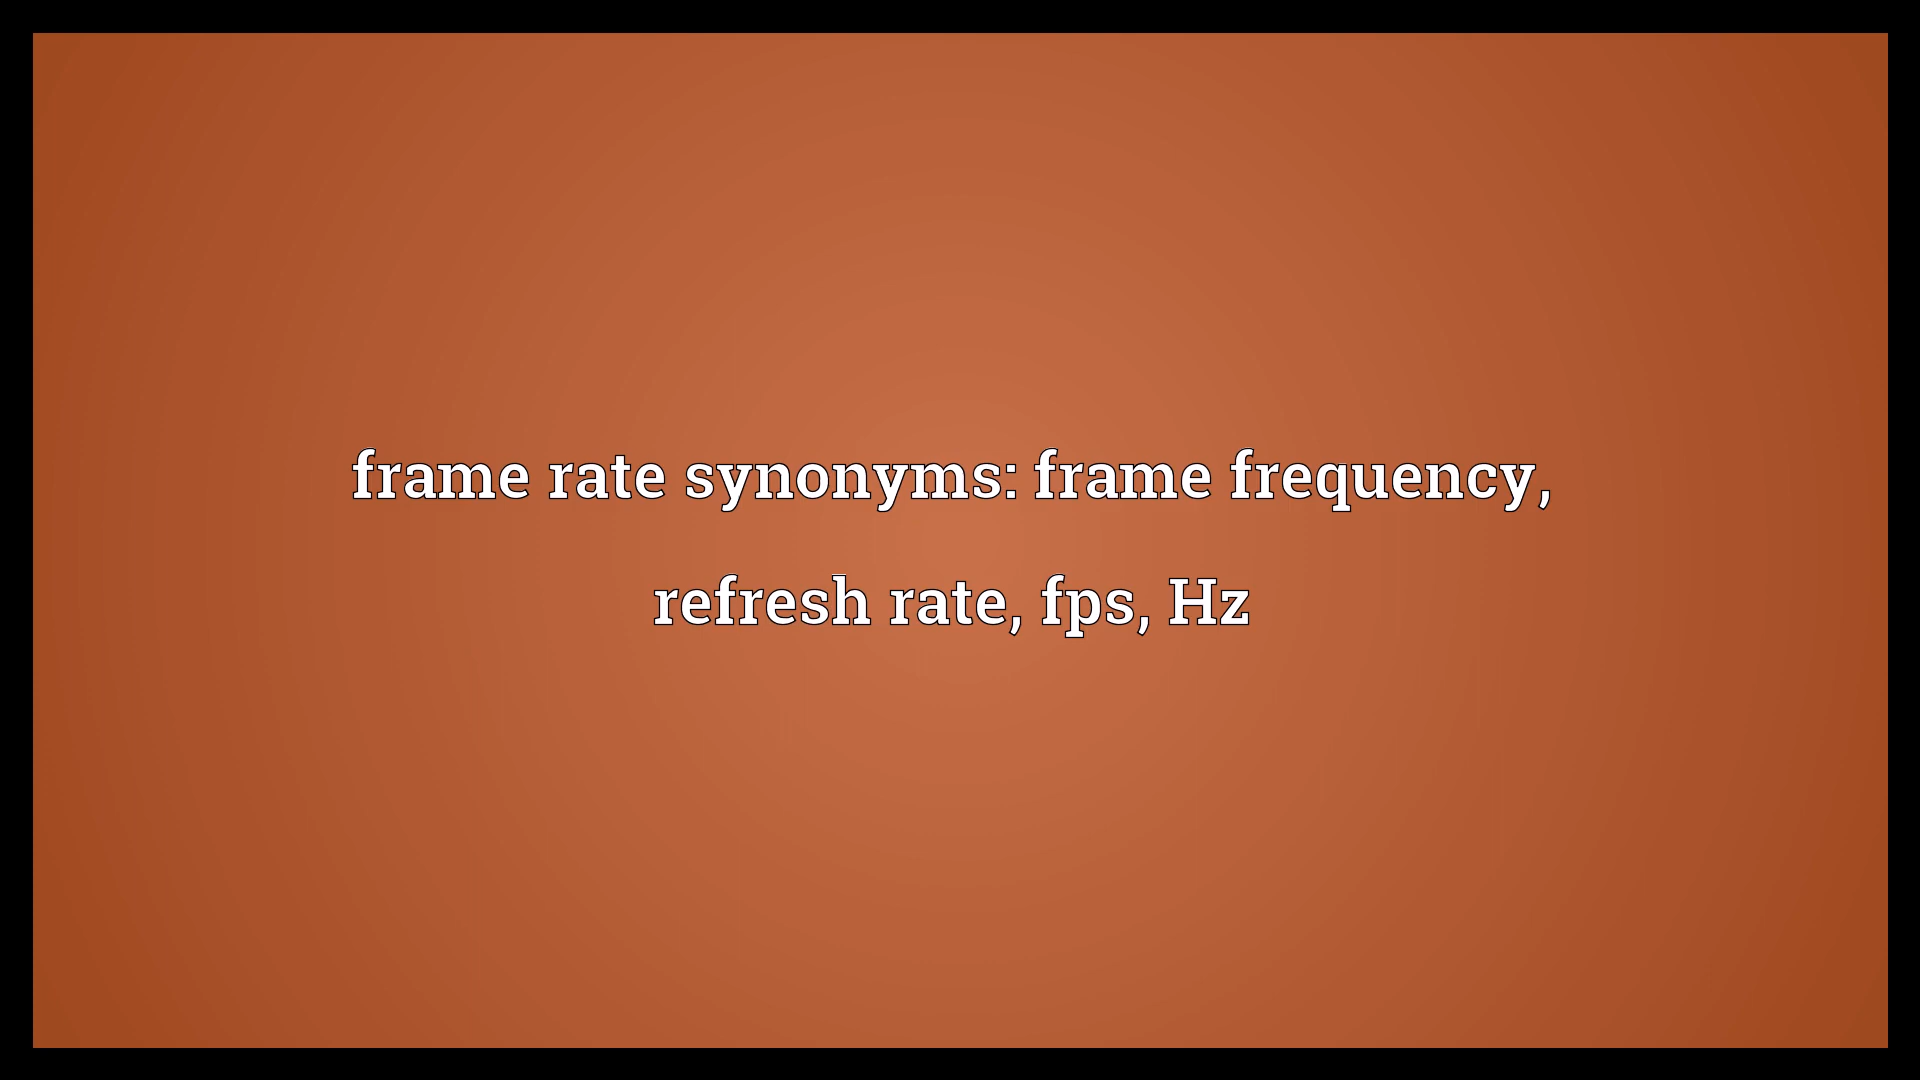 frame rate synonyms: frame frequency,
refresh rate, fps, Hz